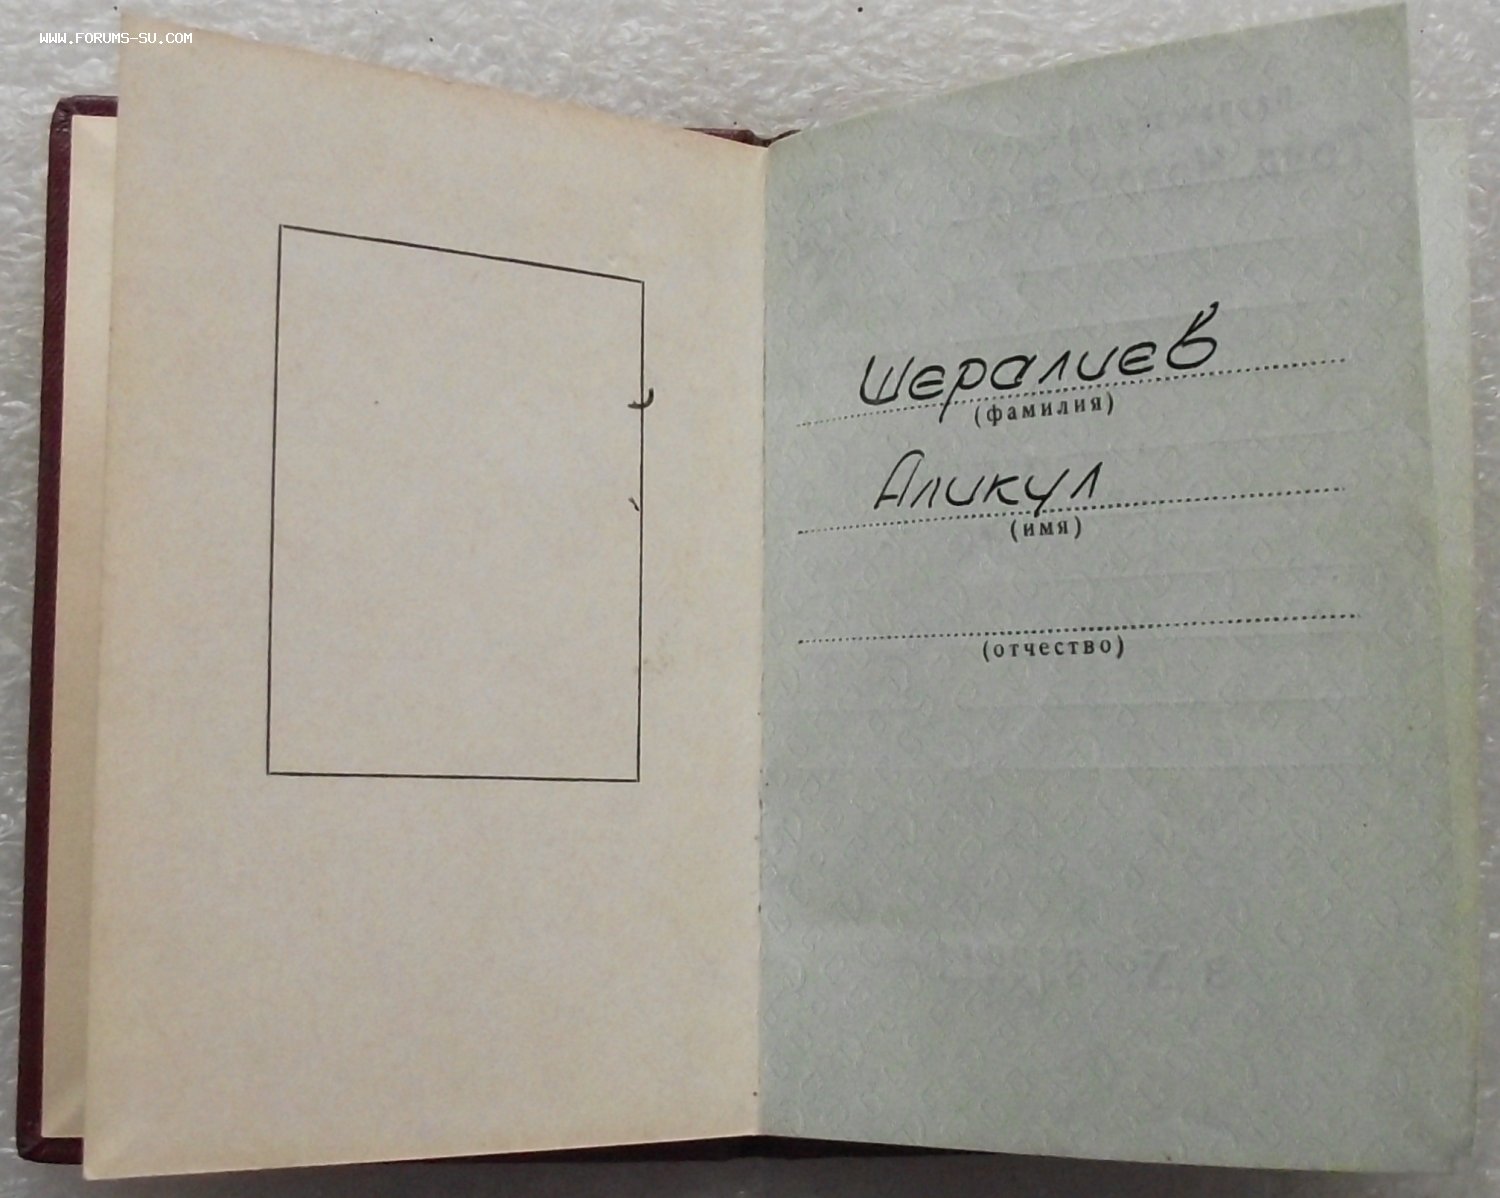 WWW.FORUMS-SU.COM
Шералиев
(фамилия)
Аликул
(имя)
(отчество)